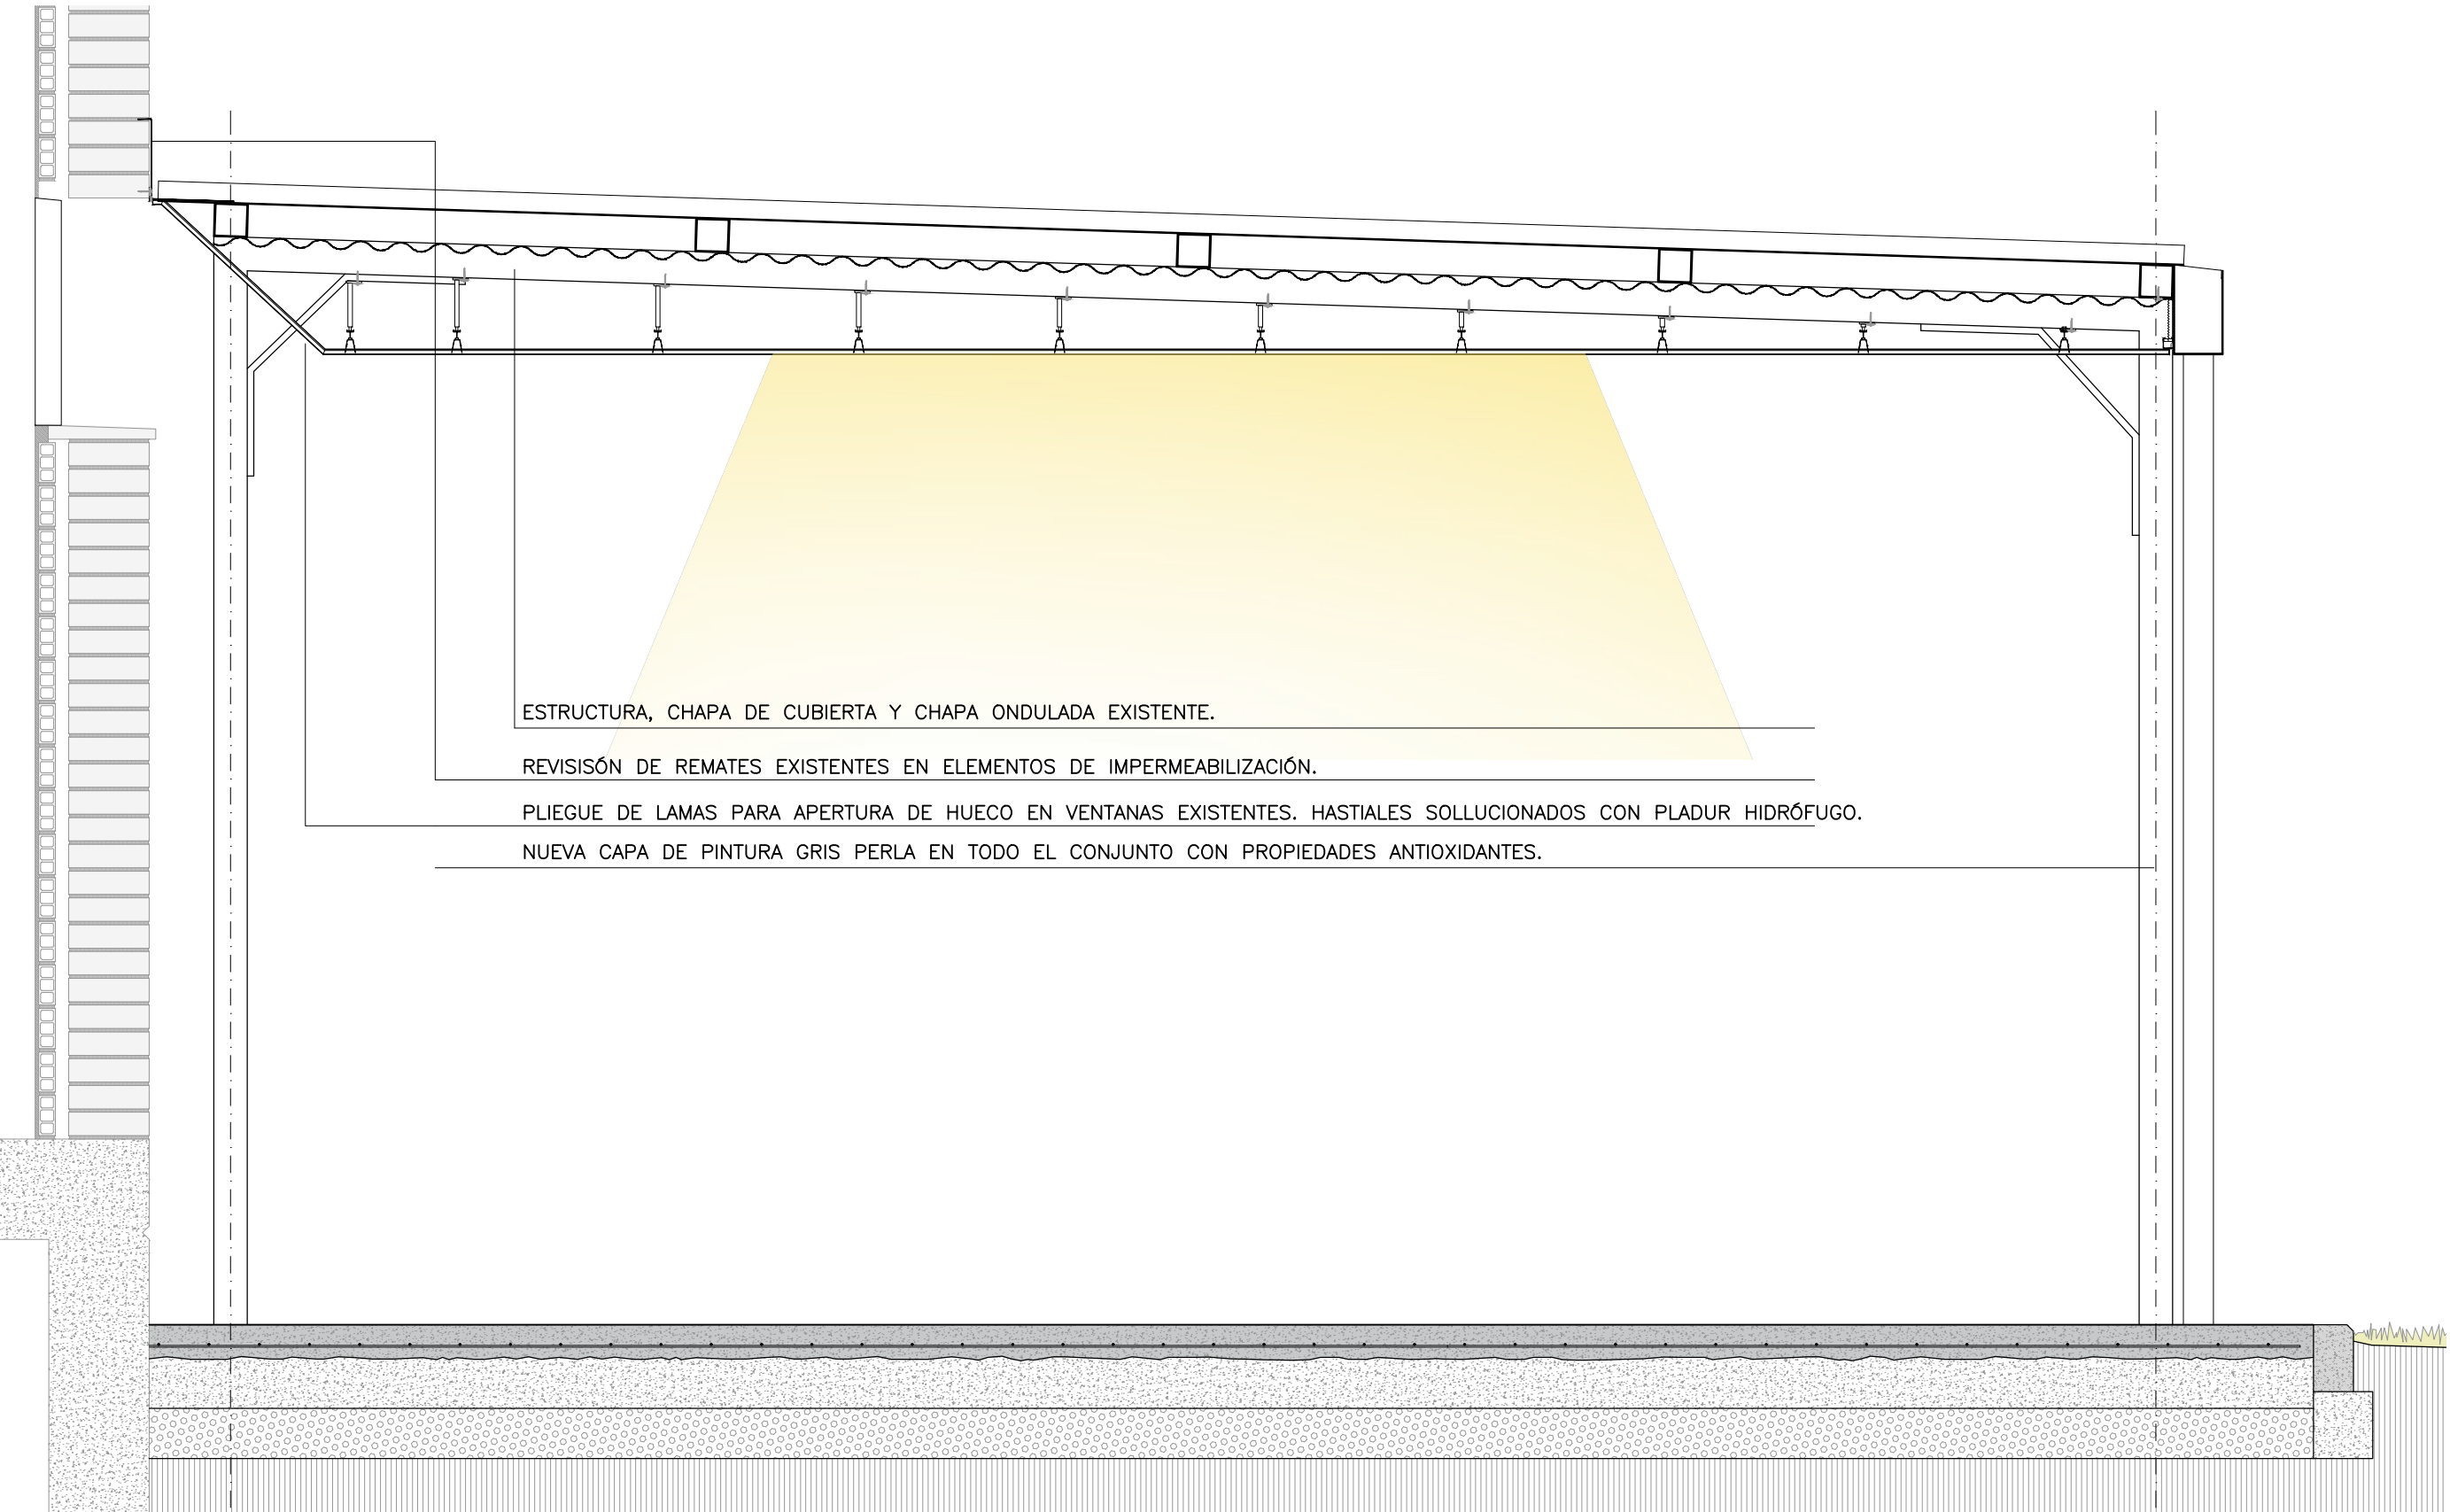 ESTRUCTURA, CHAPA DE CUBIERTA Y CHAPA ONDULADA EXISTENTE.
REVISISÓN DE REMATES EXISTENTES EN ELEMENTOS DE IMPERMEABILIZACIÓN.
PLIEGUE DE LAMAS PARA APERTURA DE HUECO EN VENTANAS EXISTENTES. HASTIALES SOLLUCIONADOS CON PLADUR HIDRÓFUGO.
NUEVA CAPA DE PINTURA GRIS PERLA EN TODO EL CONJUNTO CON PROPIEDADES ANTIOXIDANTES.